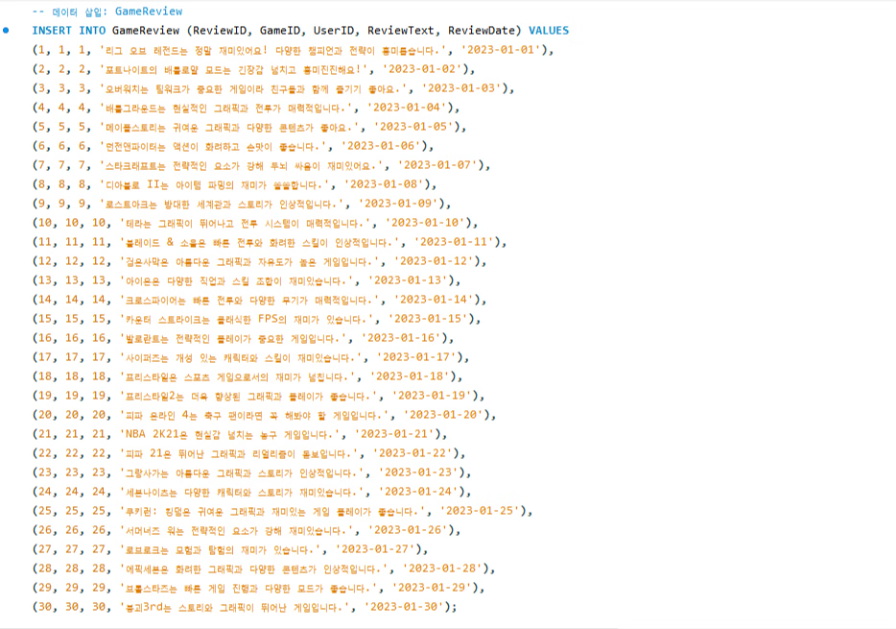 -- 데이터 삽입: GameReview
INSERT INTO GameReview (ReviewID, GameID, UserID, ReviewText, ReviewDate) VALUES
(1, 1, 1, '리그 오브 레전드는 정말 재미있어요! 다양한 챔피언과 전략이 흥미롭습니다.', '2023-01-01'),
(2, 2, 2, '포트나이트의 배틀로얄 모드는 긴장감 넘치고 흥미진진해요!', '2023-01-02'),
(3, 3, 3, '오버워치는 팀워크가 중요한 게임이라 친구들과 함께 즐기기 좋아요.', '2023-01-03'),
(4, 4, 4, '배틀그라운드는 현실적인 그래픽과 전투가 매력적입니다.', '2023-01-04'),
(5, 5, 5, '메이플스토리는 귀여운 그래픽과 다양한 콘텐츠가 좋아요.', '2023-01-05'),
(6, 6, 6, '던전앤파이터는 액션이 화려하고 손맛이 좋습니다.', '2023-01-06'),
(7, 7, 7, '스타크래프트는 전략적인 요소가 강해 두뇌 싸움이 재미있어요.', '2023-01-07'),
(8, 8, 8, '디아블로 II는 아이템 파밍의 재미가 쏠쏠합니다.', '2023-01-08'),
(9, 9, 9, '로스트아크는 방대한 세계관과 스토리가 인상적입니다.', '2023-01-09'),
(10, 10, 10, '테라는 그래픽이 뛰어나고 전투 시스템이 매력적입니다.', '2023-01-10'),
(11, 11, 11, '블레이드 & 소울은 빠른 전투와 화려한 스킬이 인상적입니다.', '2023-01-11'),
(12, 12, 12, '검은사막은 아름다운 그래픽과 자유도가 높은 게임입니다.', '2023-01-12'),
(13, 13, 13, '아이온은 다양한 직업과 스킬 조합이 재미있습니다.', '2023-01-13'),
(14, 14, 14, '크로스파이어는 빠른 전투와 다양한 무기가 매력적입니다.', '2023-01-14'),
(15, 15, 15, '카운터 스트라이크는 클래식한 FPS의 재미가 있습니다.', '2023-01-15'),
(16, 16, 16, '발로란트는 전략적인 플레이가 중요한 게임입니다.', '2023-01-16'),
(17, 17, 17, '사이퍼즈는 개성 있는 캐릭터와 스킬이 재미있습니다.', '2023-01-17'),
(18, 18, 18, '프리스타일은 스포츠 게임으로서의 재미가 넘칩니다.', '2023-01-18'),
(19, 19, 19, '프리스타일2는 더욱 향상된 그래픽과 플레이가 좋습니다.', '2023-01-19'),
(20, 20, 20, '피파 온라인 4는 축구 팬이라면 꼭 해봐야 할 게임입니다.', '2023-01-20'),
(21, 21, 21, 'NBA 2K21은 현실감 넘치는 농구 게임입니다.', '2023-01-21'),
(22, 22, 22, '피파 21은 뛰어난 그래픽과 리얼리즘이 돋보입니다.', '2023-01-22'),
(23, 23, 23, '그랑사가는 아름다운 그래픽과 스토리가 인상적입니다.', '2023-01-23'),
(24, 24, 24, '세븐나이츠는 다양한 캐릭터와 스토리가 재미있습니다.', '2023-01-24'),
(25, 25, 25, '쿠키런: 킹덤은 귀여운 그래픽과 재미있는 게임 플레이가 좋습니다.', '2023-01-25'),
(26, 26, 26, '서머너즈 워는 전략적인 요소가 강해 재미있습니다.', '2023-01-26'),
(27, 27, 27, '로브로크는 모험과 탐험의 재미가 있습니다.', '2023-01-27'),
(28, 28, 28, '에픽세븐은 화려한 그래픽과 다양한 콘텐츠가 인상적입니다.', '2023-01-28'),
(29, 29, 29, '브롤스타즈는 빠른 게임 진행과 다양한 모드가 좋습니다.', '2023-01-29'),
(30, 30, 30, '붕괴3rd는 스토리와 그래픽이 뛰어난 게임입니다.', '2023-01-30');